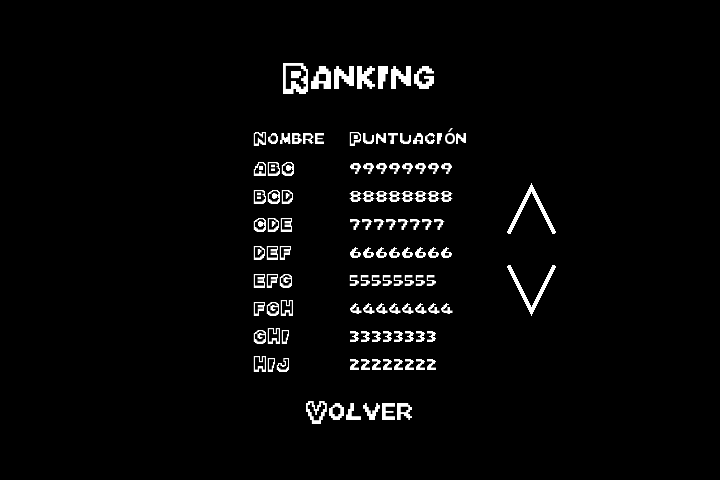 Ranking
Nombre Puntuación
ABC 99999999
BCD 88888888
CDE 77777777
DEF 66666666
EFG 55555555
FGH 44444444
GHI 33333333
HIJ 22222222
Volver